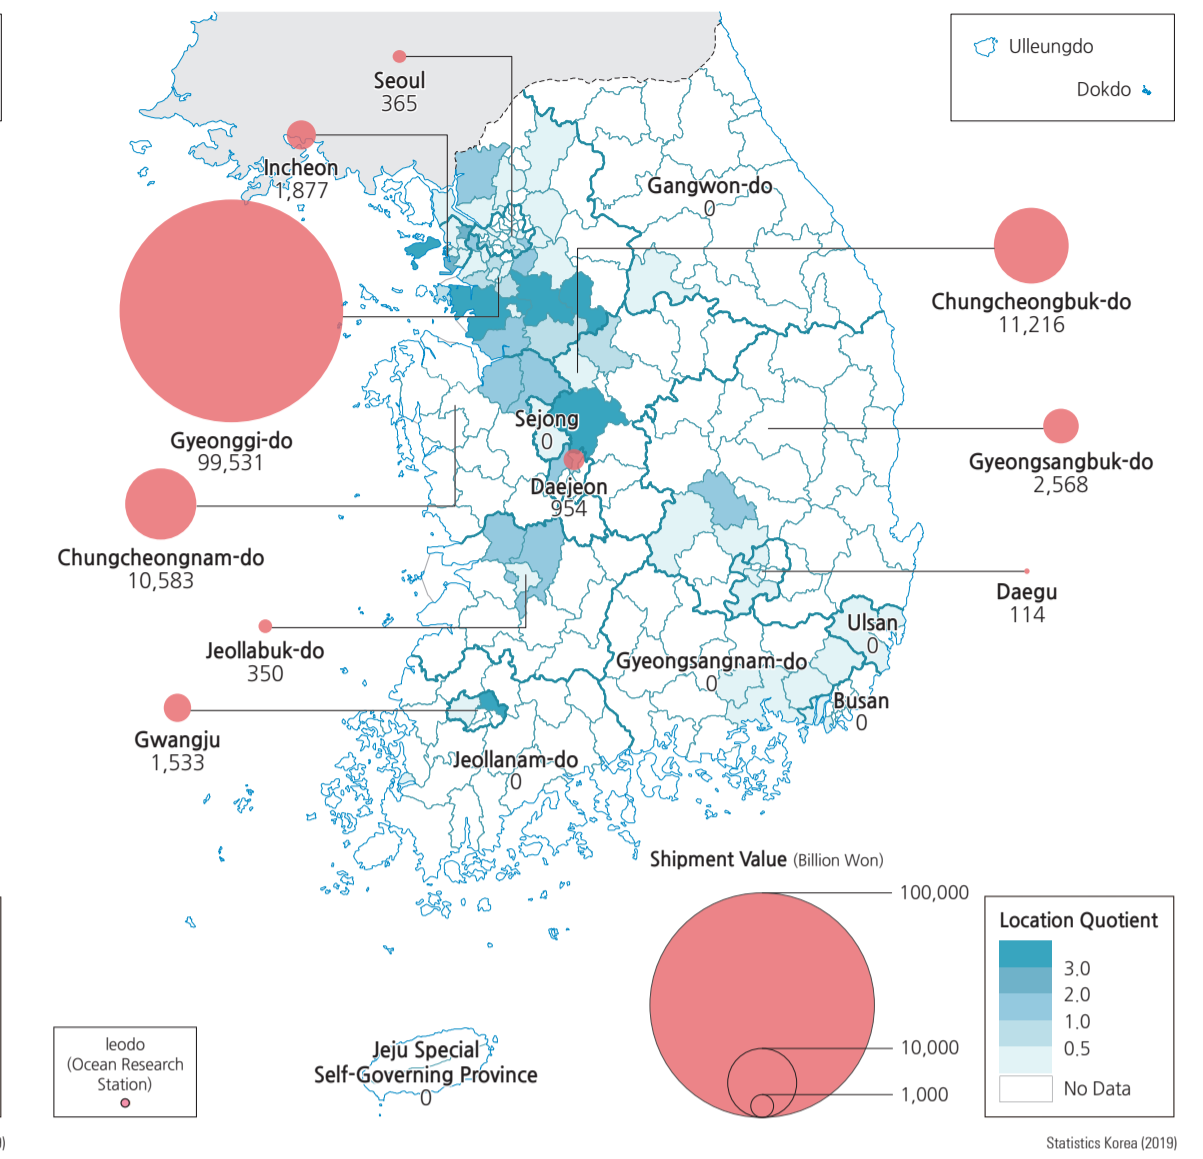 Ulleungdo
Dokdo
Seoul
365
Incheon
1,877
Gangwon-do
0
Chungcheongbuk-do
11,216
Gyeonggi-do
99,531
Sejong
0
Gyeongsangbuk-do
2,568
Daejeon
954
Chungcheongnam-do
10,583
Daegu
114
Jeollabuk-do
350
Ulsan
0
Gyeongsangnam-do
0
Busan
0
Gwangju
1,533
Jeollanam-do
0
Shipment Value (Billion Won)
100,000
10,000
1,000
Location Quotient
3.0
2.0
1.0
0.5
No Data
Ieodo
(Ocean Research
Station)
Jeju Special
Self-Governing Province
0
Statistics Korea (2019)